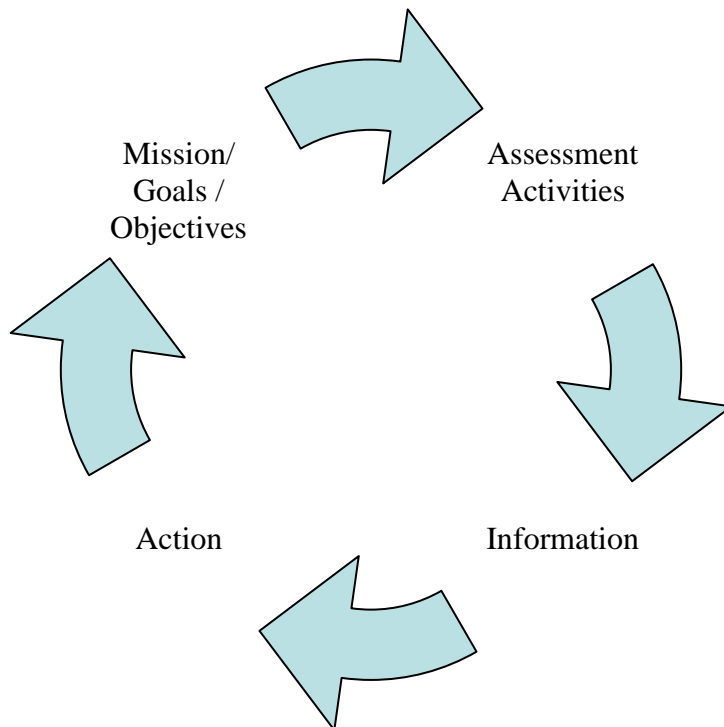 Mission/
Goals /
Objectives
Assessment
Activities
Information
Action